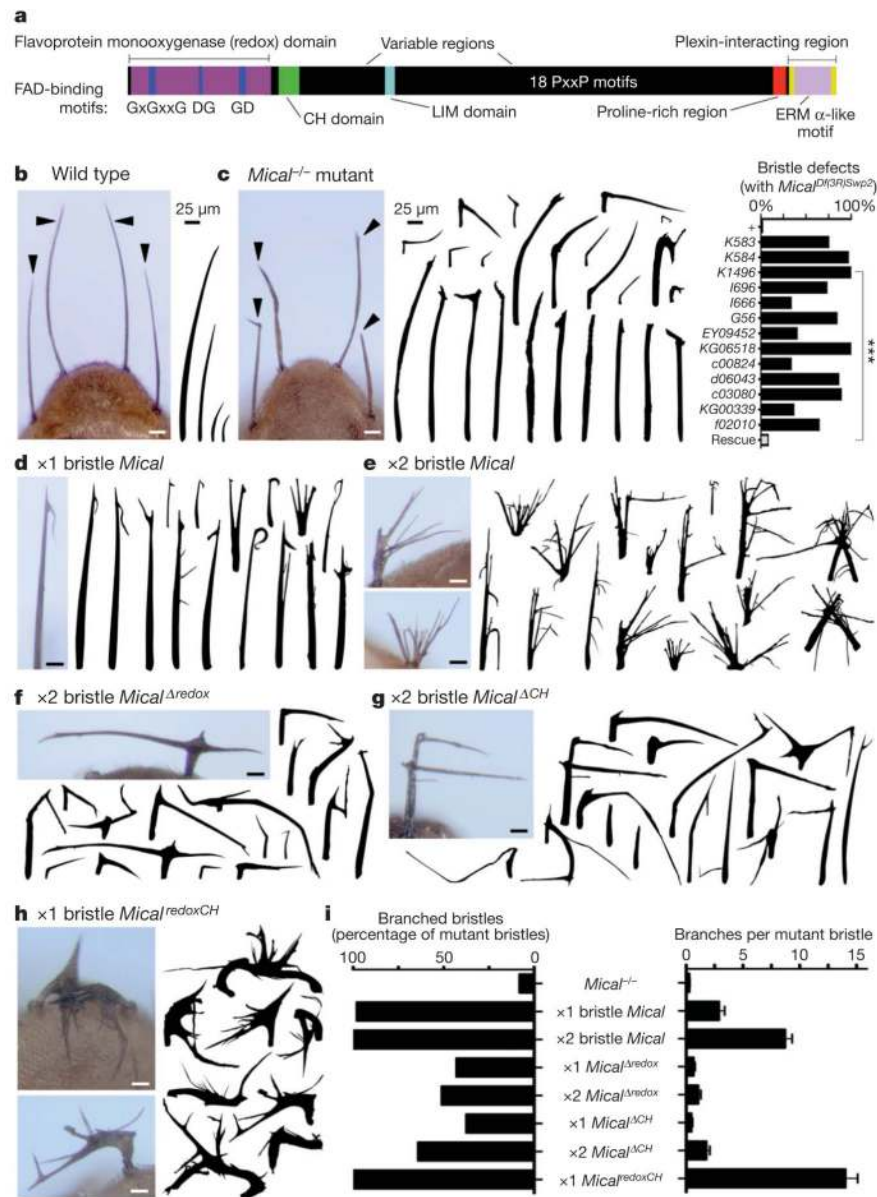 a
Flavoprotein monooxygenase (redox) domain
Variable regions
Plexin-interacting region
18 PxxP motifs
FAD-binding motifs:
GxGxxG DG GD
CH domain
LIM domain
Proline-rich region
ERM α-like motif
b Wild type
25 µm
c Mical–/– mutant
25 µm
Bristle defects
(with MicalDf(3R)Swp2)
0% 100%
+
K583
K584
K1496
I696
I666
G56
EY09452
KG06518
c00824
d06043
c03080
KG00339
f02010
Rescue
***
d ×1 bristle Mical
e ×2 bristle Mical
f ×2 bristle MicalΔredox
g ×2 bristle MicalΔCH
h ×1 bristle MicalredoxCH
i
Branched bristles
(percentage of mutant bristles)
100 50 0
Branches per mutant bristle
0 5 10 15
Mical–/–
×1 bristle Mical
×2 bristle Mical
×1 MicalΔredox
×2 MicalΔredox
×1 MicalΔCH
×2 MicalΔCH
×1 MicalredoxCH